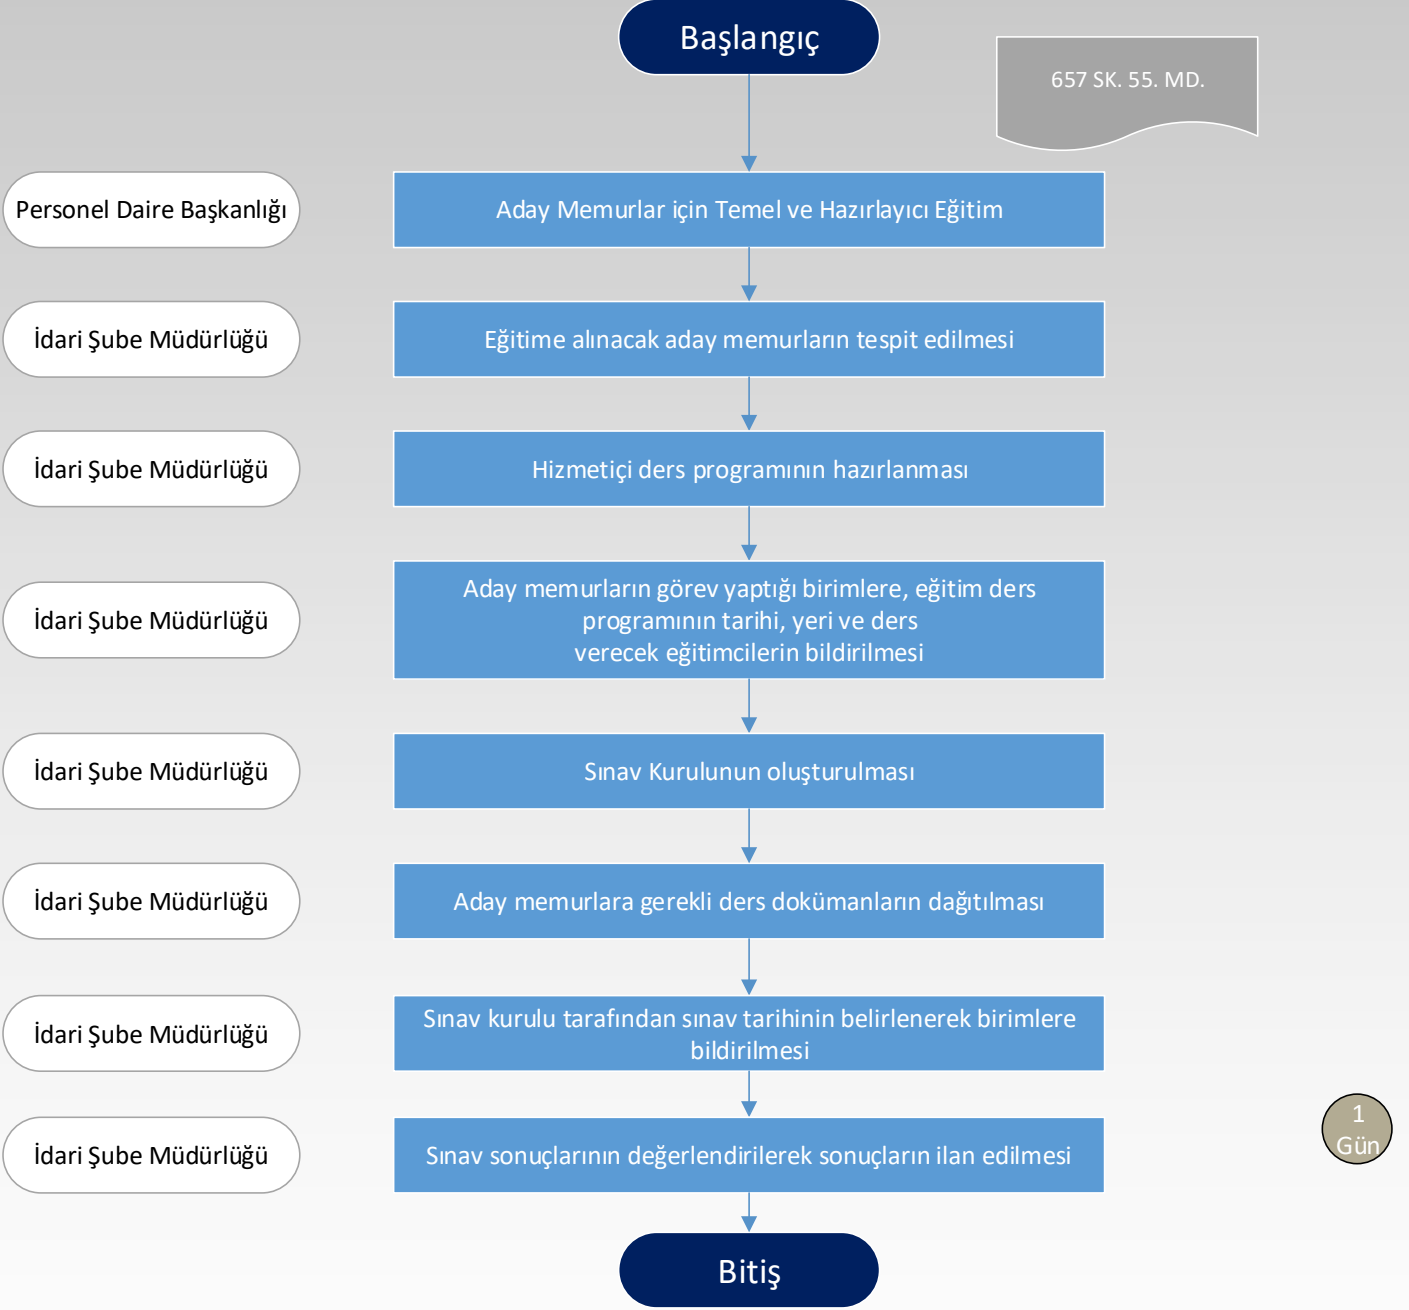 Başlangıç
657 SK. 55. MD.
Personel Daire Başkanlığı
Aday Memurlar için Temel ve Hazırlayıcı Eğitim
İdari Şube Müdürlüğü
Eğitime alınacak aday memurların tespit edilmesi
İdari Şube Müdürlüğü
Hizmetiçi ders programının hazırlanması
İdari Şube Müdürlüğü
Aday memurların görev yaptığı birimlere, eğitim ders
programının tarihi, yeri ve ders
verecek eğitimcilerin bildirilmesi
İdari Şube Müdürlüğü
Sınav Kurulunun oluşturulması
İdari Şube Müdürlüğü
Aday memurlara gerekli ders dokümanların dağıtılması
İdari Şube Müdürlüğü
Sınav kurulu tarafından sınav tarihinin belirlenerek birimlere
bildirilmesi
İdari Şube Müdürlüğü
Sınav sonuçlarının değerlendirilerek sonuçların ilan edilmesi
1
Gün
Bitiş